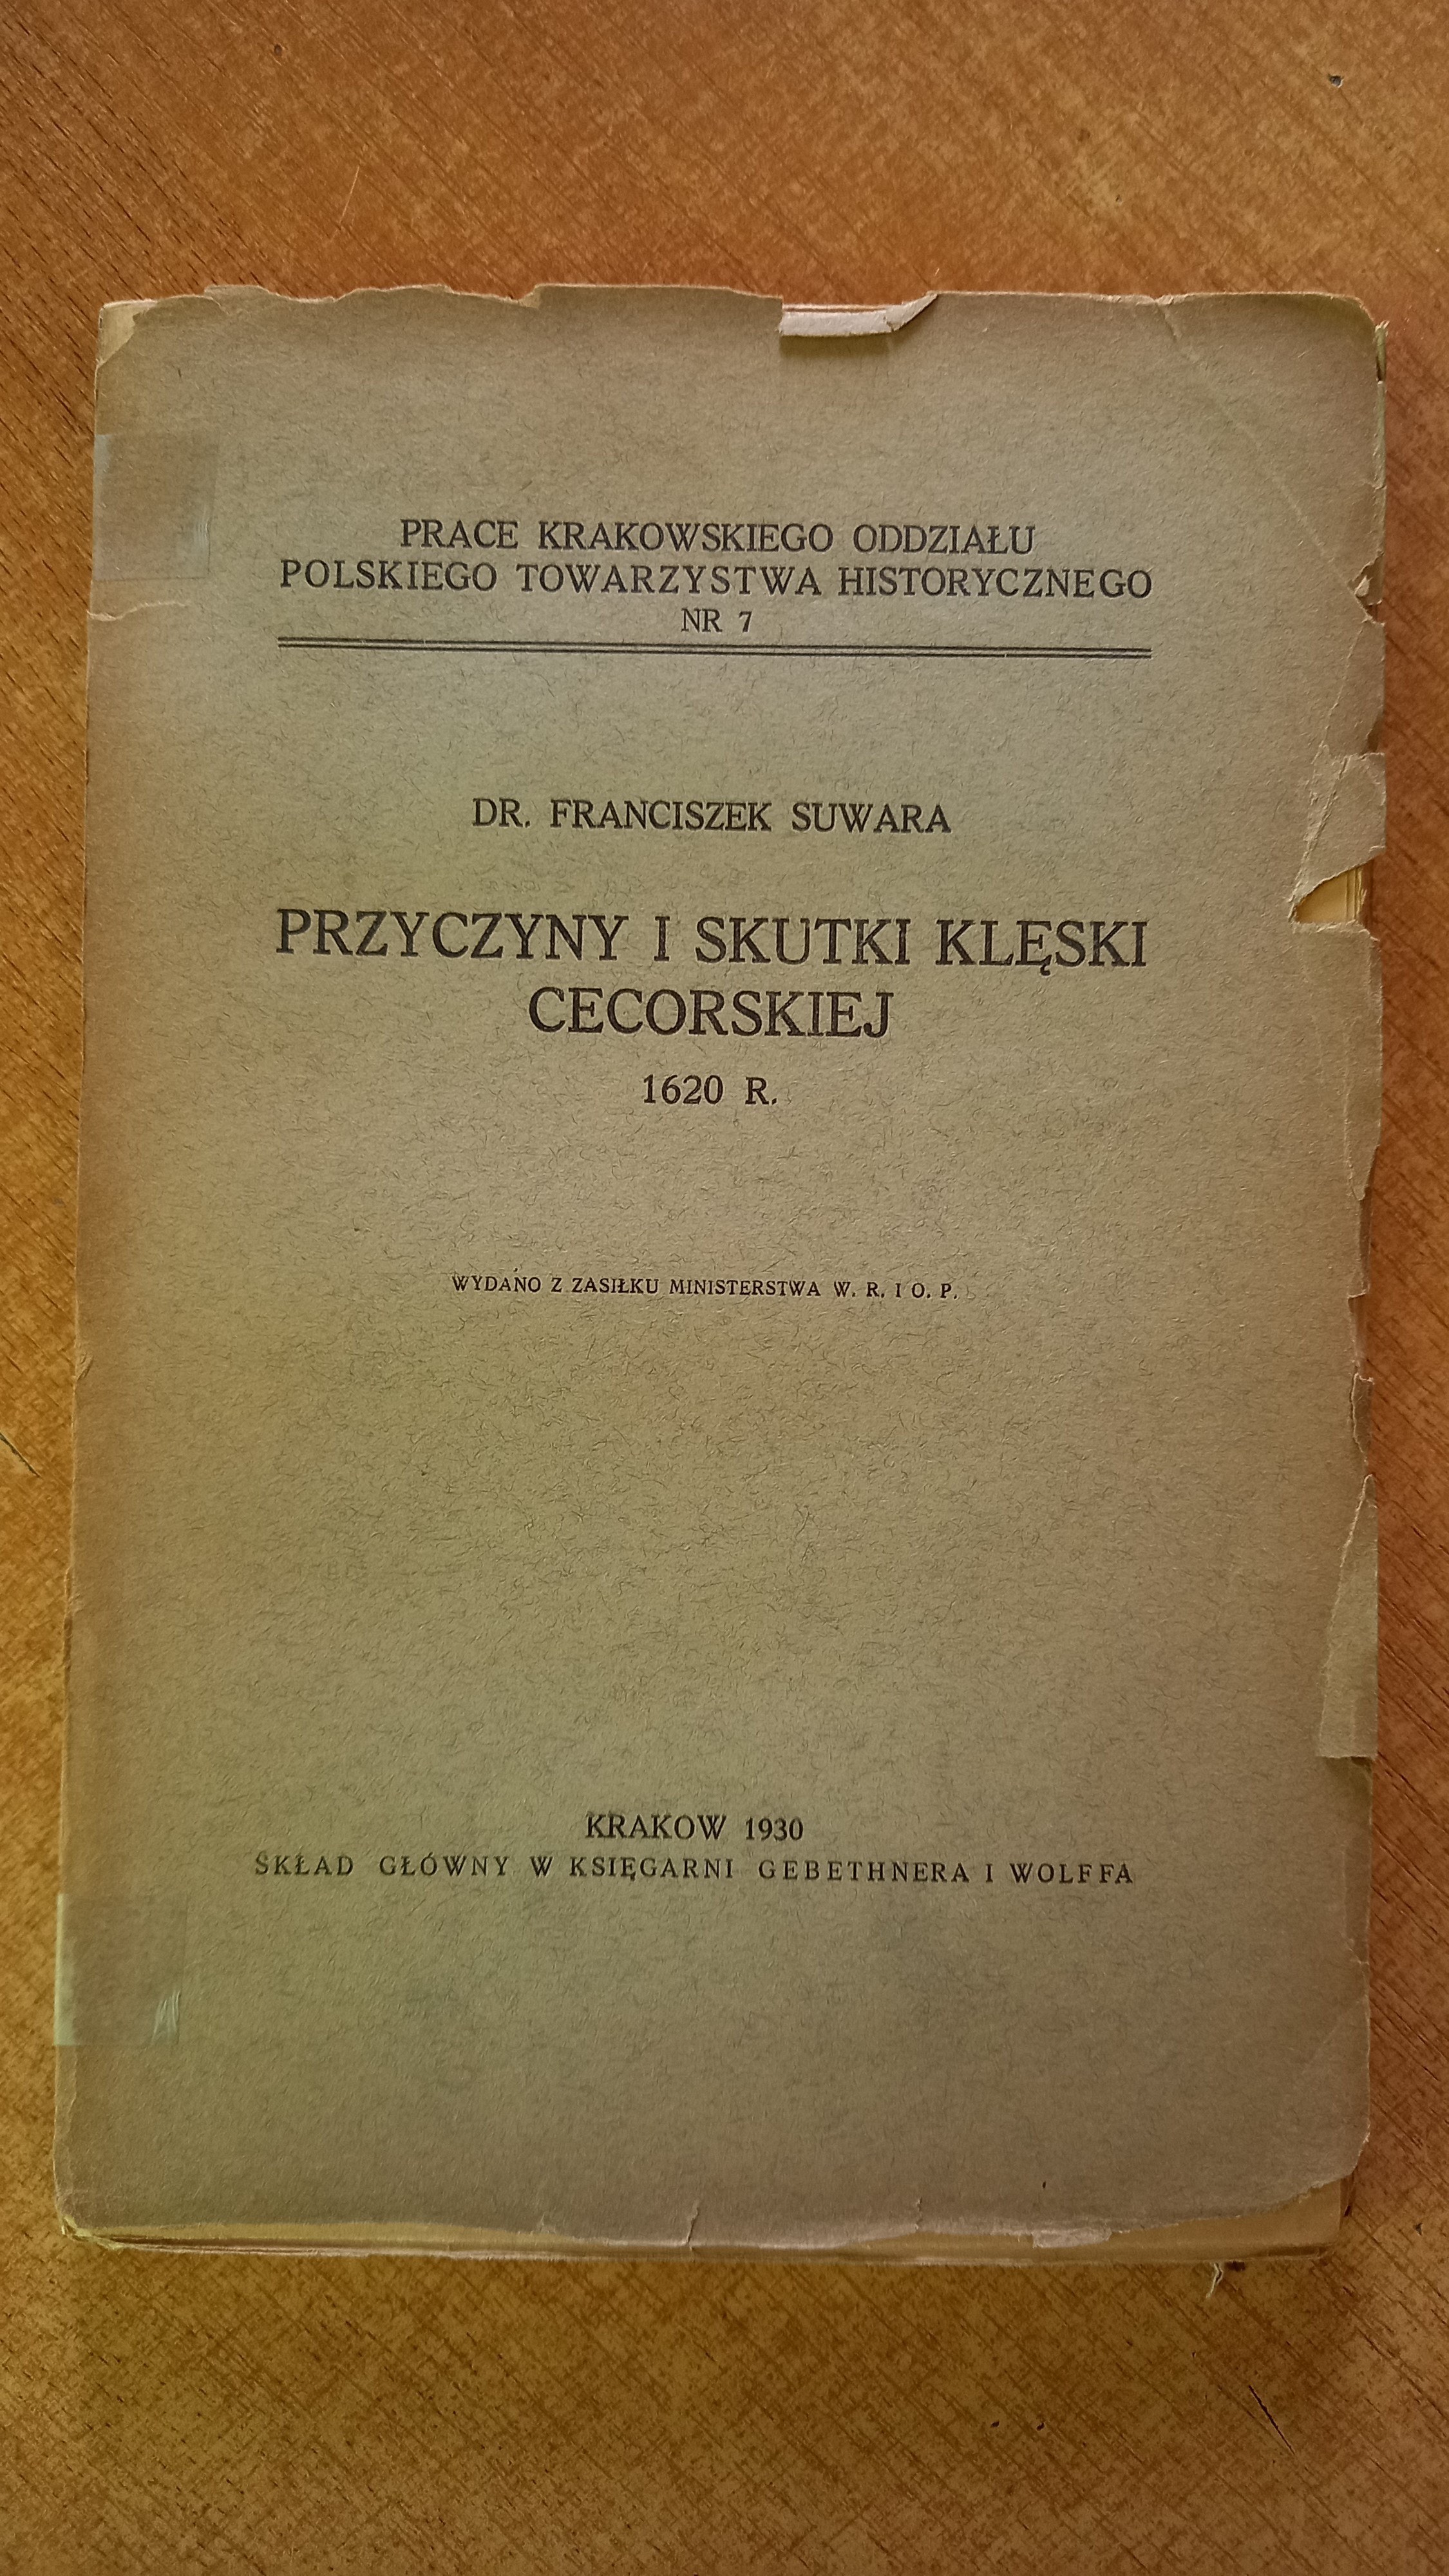 PRACE KRAKOWSKIEGO ODDZIAŁU
POLSKIEGO TOWARZYSTWA HISTORYCZNEGO
NR 7
DR. FRANCISZEK SUWARA
PRZYCZYNY I SKUTKI KLĘSKI
CECORSKIEJ
1620 R.
WYDANO Z ZASIŁKU MINISTERSTWA W. R. I O. P.
KRAKOW 1930
SKŁAD GŁÓWNY W KSIĘGARNI GEBETHNERA I WOLFFA